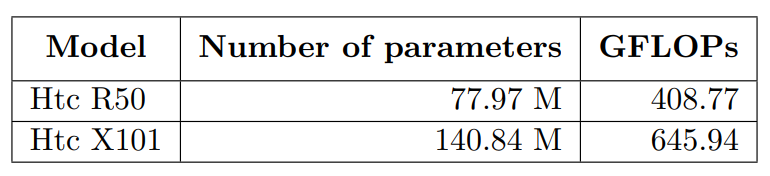 Model Number of parameters GFLOPs
Htc R50 77.97 M 408.77
Htc X101 140.84 M 645.94